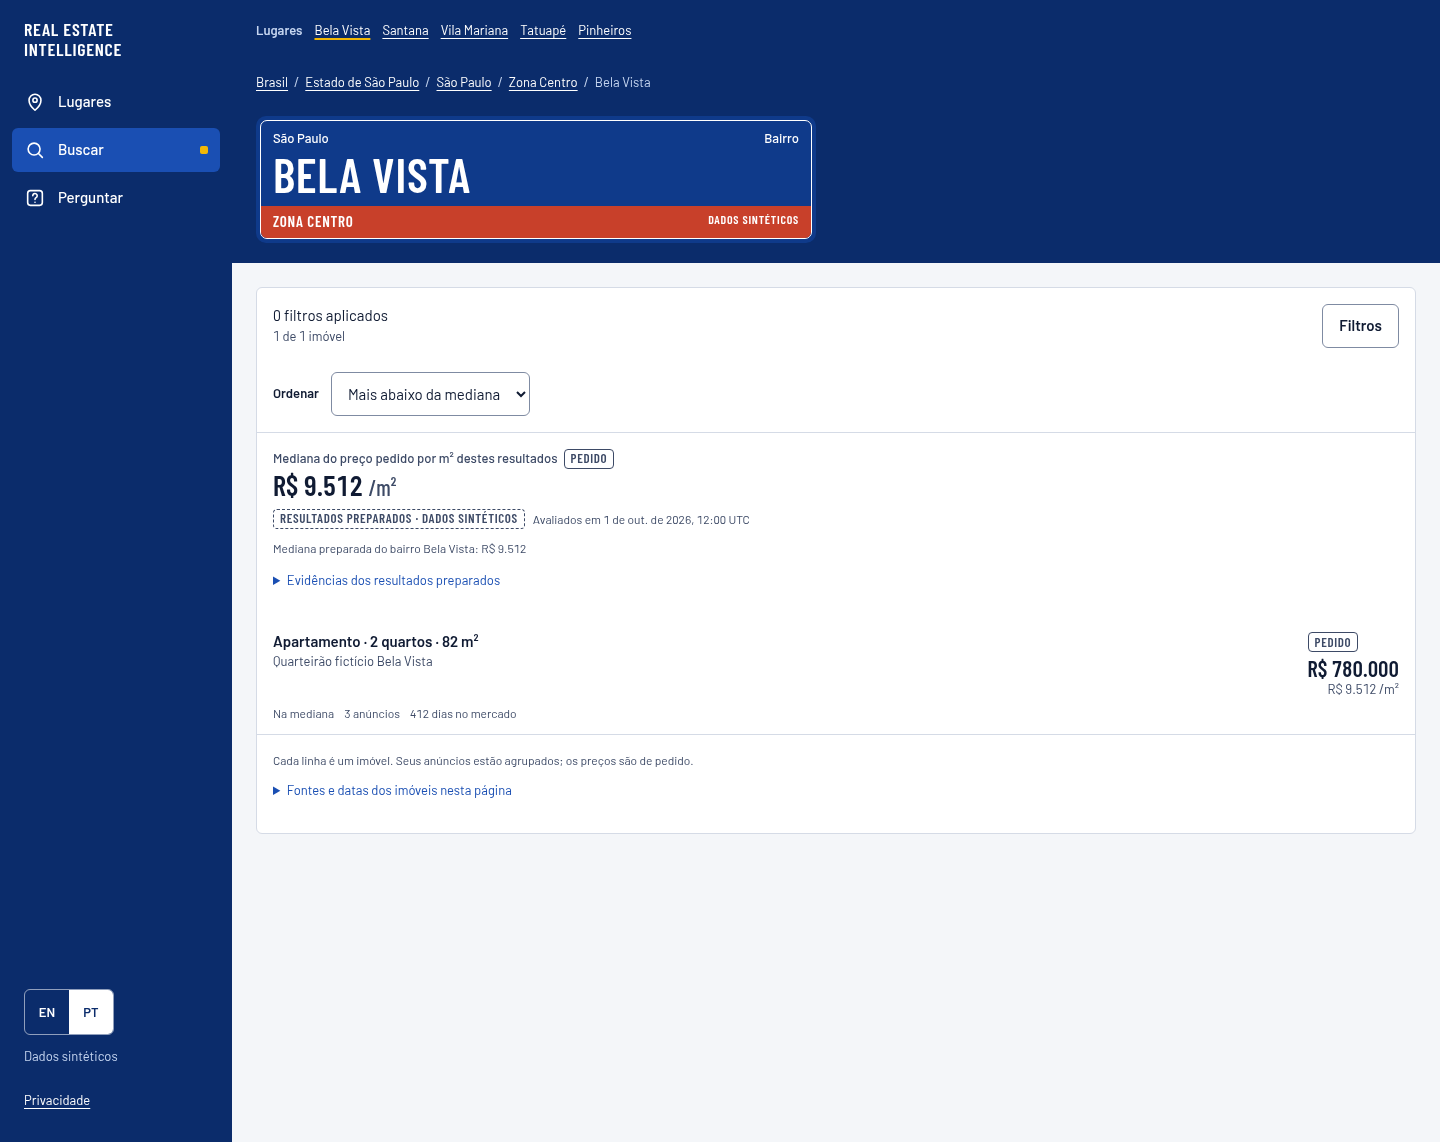 REAL ESTATE
INTELLIGENCE
Lugares
Buscar
Perguntar
EN PT
Dados sintéticos
Privacidade
Lugares Bela Vista Santana Vila Mariana Tatuapé Pinheiros
Brasil / Estado de São Paulo / São Paulo / Zona Centro / Bela Vista
São Paulo Bairro
BELA VISTA
ZONA CENTRO DADOS SINTÉTICOS
0 filtros aplicados
1 de 1 imóvel
Filtros
Ordenar Mais abaixo da mediana
Mediana do preço pedido por m² destes resultados PEDIDO
R$ 9.512 /m²
RESULTADOS PREPARADOS · DADOS SINTÉTICOS Avaliados em 1 de out. de 2026, 12:00 UTC
Mediana preparada do bairro Bela Vista: R$ 9.512
Evidências dos resultados preparados
Apartamento · 2 quartos · 82 m²
Quarteirão fictício Bela Vista
PEDIDO
R$ 780.000
R$ 9.512 /m²
Na mediana 3 anúncios 412 dias no mercado
Cada linha é um imóvel. Seus anúncios estão agrupados; os preços são de pedido.
Fontes e datas dos imóveis nesta página